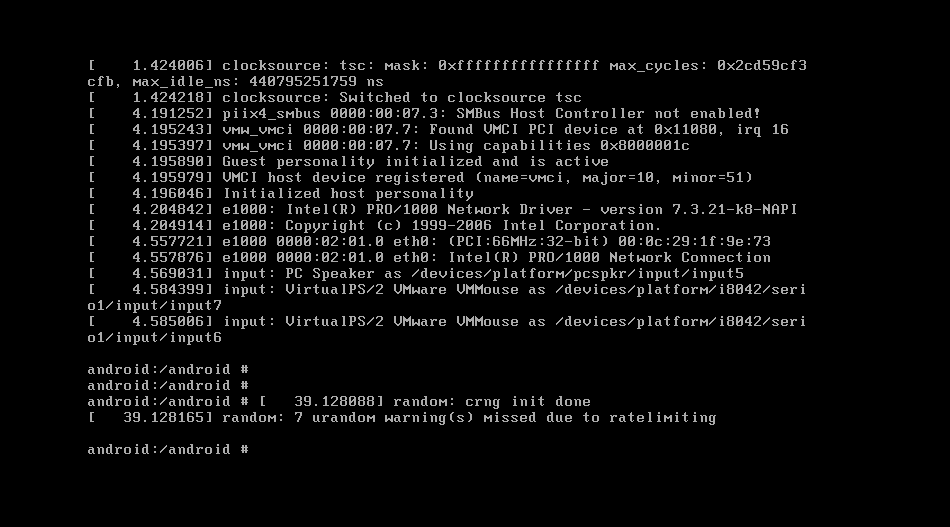 [    1.424006] clocksource: tsc: mask: 0xffffffffffffffff max_cycles: 0x2cd59cf3
cfb, max_idle_ns: 440795251759 ns
[    1.424218] clocksource: Switched to clocksource tsc
[    4.191252] piix4_smbus 0000:00:07.3: SMBus Host Controller not enabled!
[    4.195243] vmw_vmci 0000:00:07.7: Found VMCI PCI device at 0x11080, irq 16
[    4.195397] vmw_vmci 0000:00:07.7: Using capabilities 0x8000001c
[    4.195890] Guest personality initialized and is active
[    4.195979] VMCI host device registered (name=vmci, major=10, minor=51)
[    4.196046] Initialized host personality
[    4.204842] e1000: Intel(R) PRO/1000 Network Driver - version 7.3.21-k8-NAPI
[    4.204914] e1000: Copyright (c) 1999-2006 Intel Corporation.
[    4.557721] e1000 0000:02:01.0 eth0: (PCI:66MHz:32-bit) 00:0c:29:1f:9e:73
[    4.557876] e1000 0000:02:01.0 eth0: Intel(R) PRO/1000 Network Connection
[    4.569031] input: PC Speaker as /devices/platform/pcspkr/input/input5
[    4.584399] input: VirtualPS/2 VMware VMMouse as /devices/platform/i8042/seri
o1/input/input7
[    4.585006] input: VirtualPS/2 VMware VMMouse as /devices/platform/i8042/seri
o1/input/input6
android:/android #
android:/android #
android:/android # [   39.128088] random: crng init done
[   39.128165] random: 7 urandom warning(s) missed due to ratelimiting
android:/android #